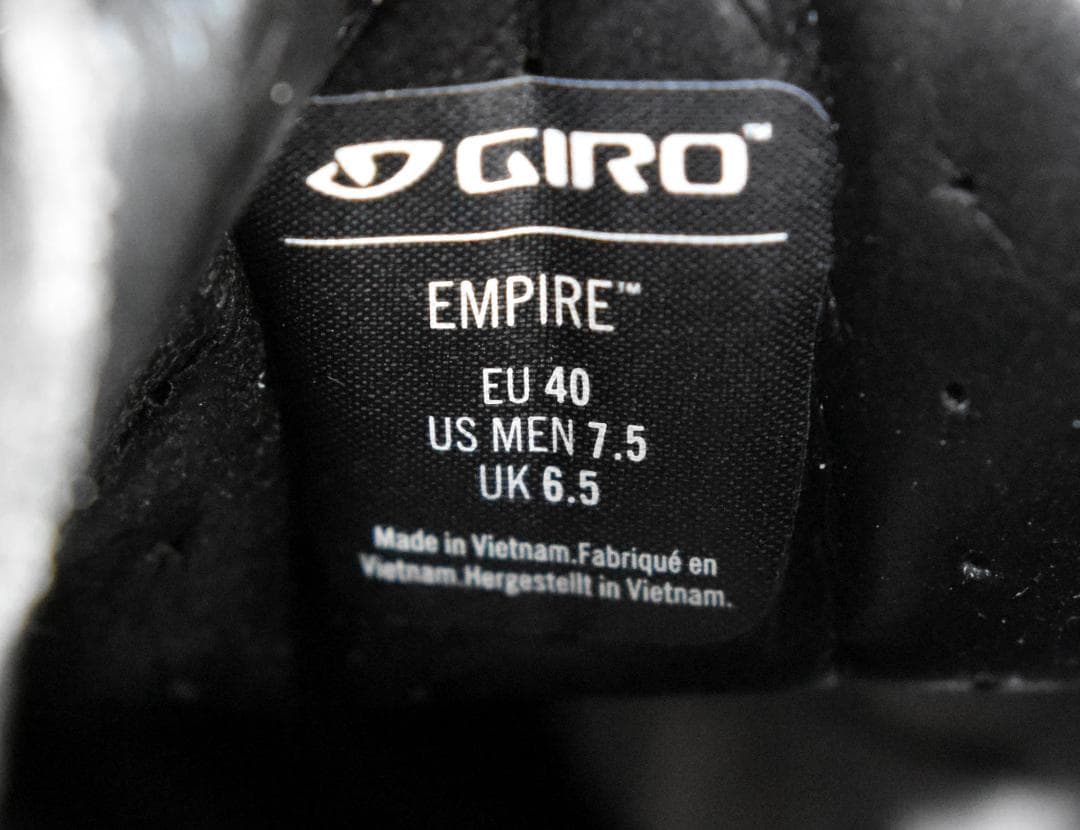 GIRO™
EMPIRE™
EU 40
US MEN 7.5
UK 6.5
Made in Vietnam.Fabriqué en
Vietnam.Hergestellt in Vietnam.